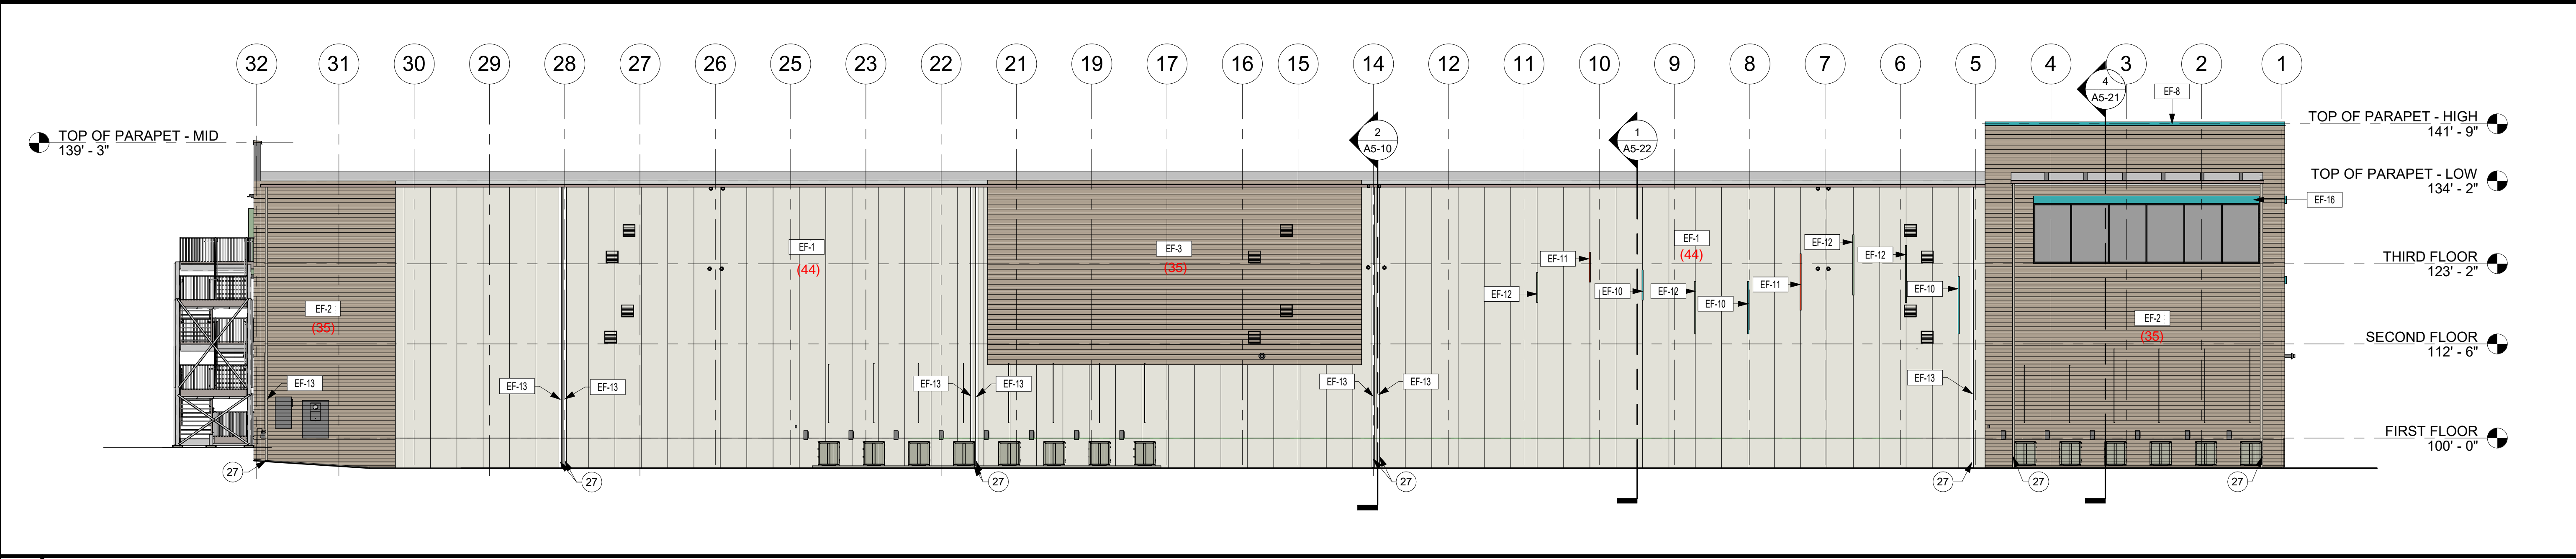 32 31 30 29 28 27 26 25 23 22 21 19 17 16 15 14 12 11 10 9 8 7 6 5 4 3 2 1
4
A5-21
EF-8
TOP OF PARAPET - HIGH
141' - 9"
TOP OF PARAPET - MID
139' - 3"
2
A5-10
1
A5-22
TOP OF PARAPET - LOW
134' - 2"
EF-16
EF-1
(44)
EF-3
(35)
EF-1
(44)
EF-12
EF-12
EF-11
EF-12
EF-10
EF-12
EF-10
EF-11
EF-10
THIRD FLOOR
123' - 2"
EF-2
(35)
EF-2
(35)
SECOND FLOOR
112' - 6"
EF-13
EF-13
EF-13
EF-13
EF-13
EF-13
EF-13
EF-13
FIRST FLOOR
100' - 0"
27
27
27
27
27
27
27